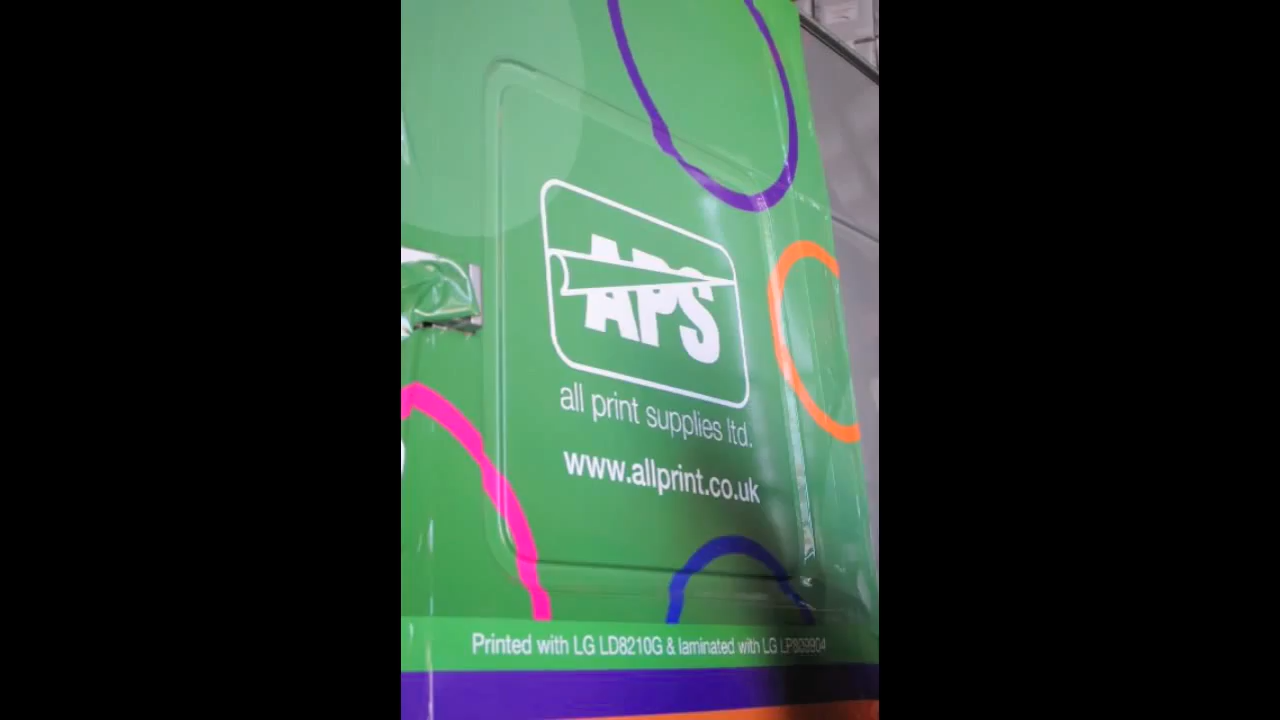 APS
all print supplies ltd.
www.allprint.co.uk
Printed with LG LD8210G & laminated with LG